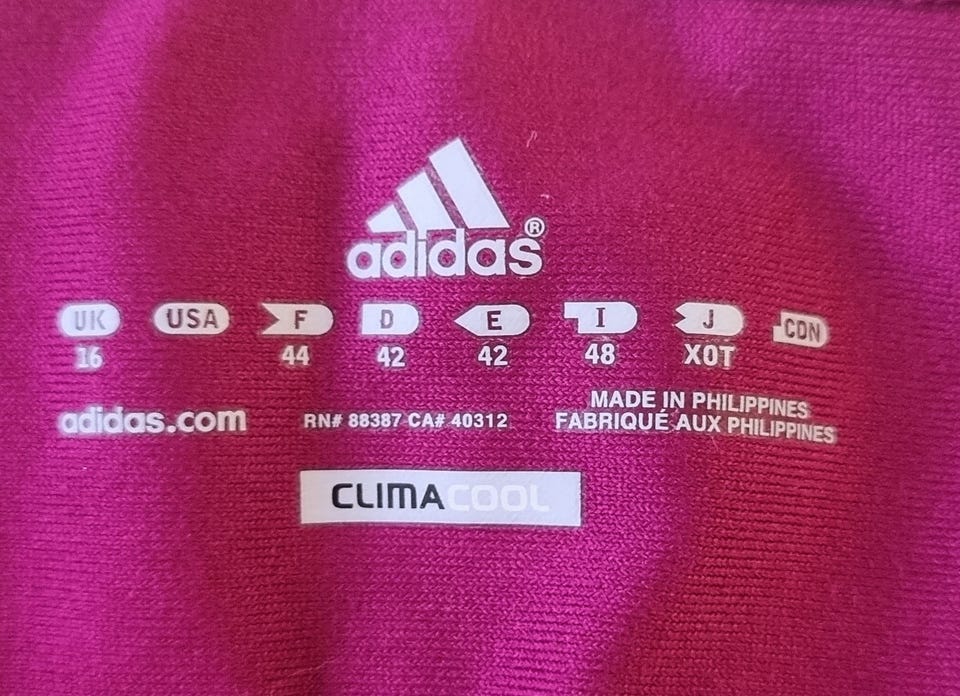 adidas®
UK USA F D E I J CDN
16 44 42 42 48 XOT
adidas.com RN# 88387 CA# 40312 MADE IN PHILIPPINES
FABRIQUÉ AUX PHILIPPINES
CLIMACOOL